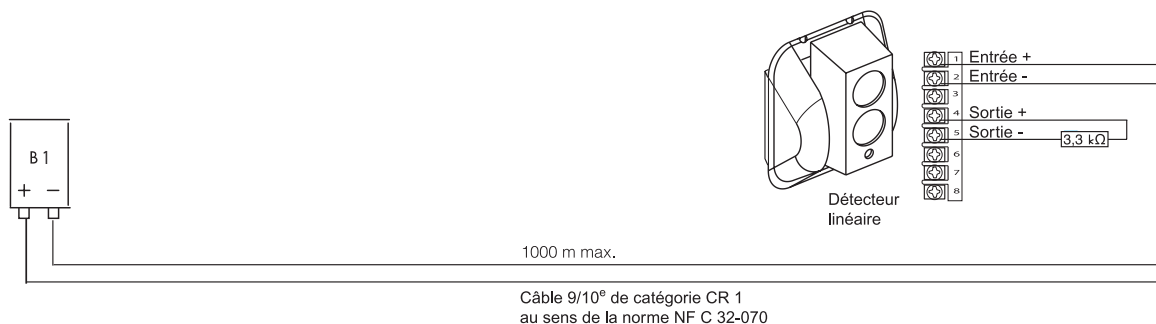 1 Entrée +
2 Entrée -
3
4 Sortie +
5 Sortie -
3,3 kΩ
6
7
8
Détecteur
linéaire
B 1
+ −
1000 m max.
Câble 9/10e de catégorie CR 1
au sens de la norme NF C 32-070